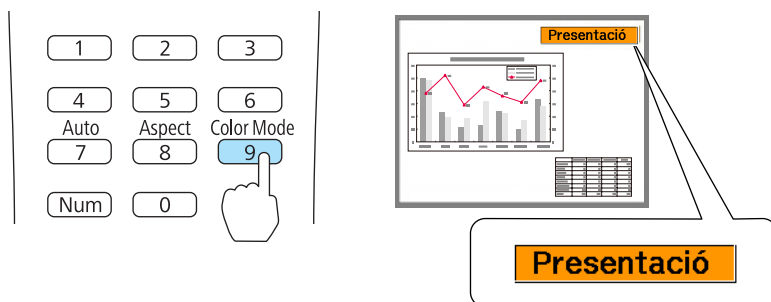 1 2 3
4 5 6
Auto Aspect Color Mode
7 8 9
Num 0
Presentació
Presentació